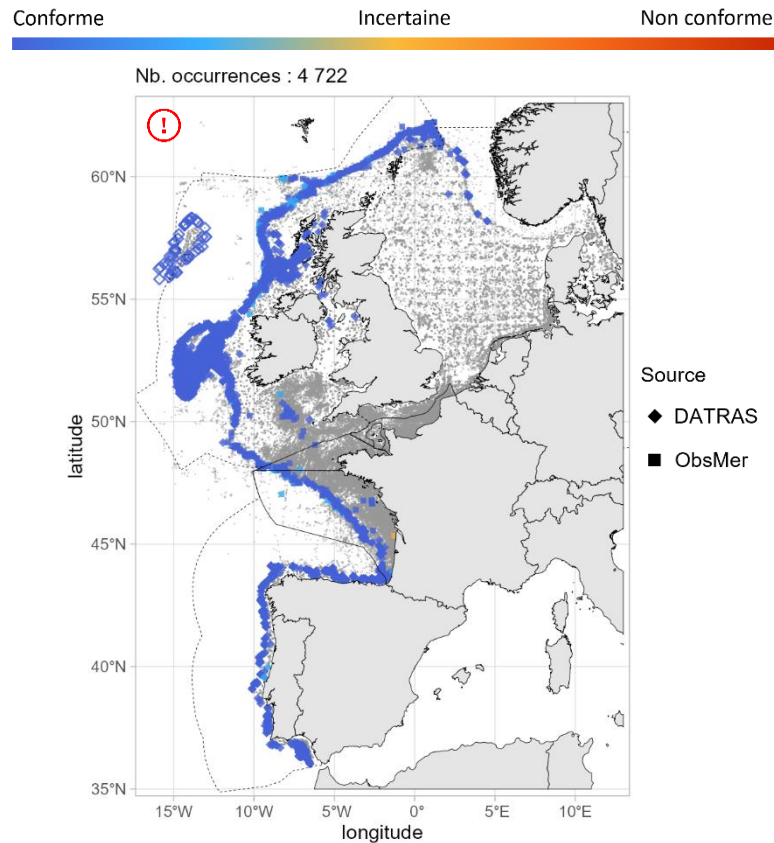 Conforme Incertaine Non conforme
Nb. occurrences : 4 722
!
60°N
55°N
50°N
45°N
40°N
35°N
latitude
15°W 10°W 5°W 0° 5°E 10°E
longitude
Source
DATRAS
ObsMer